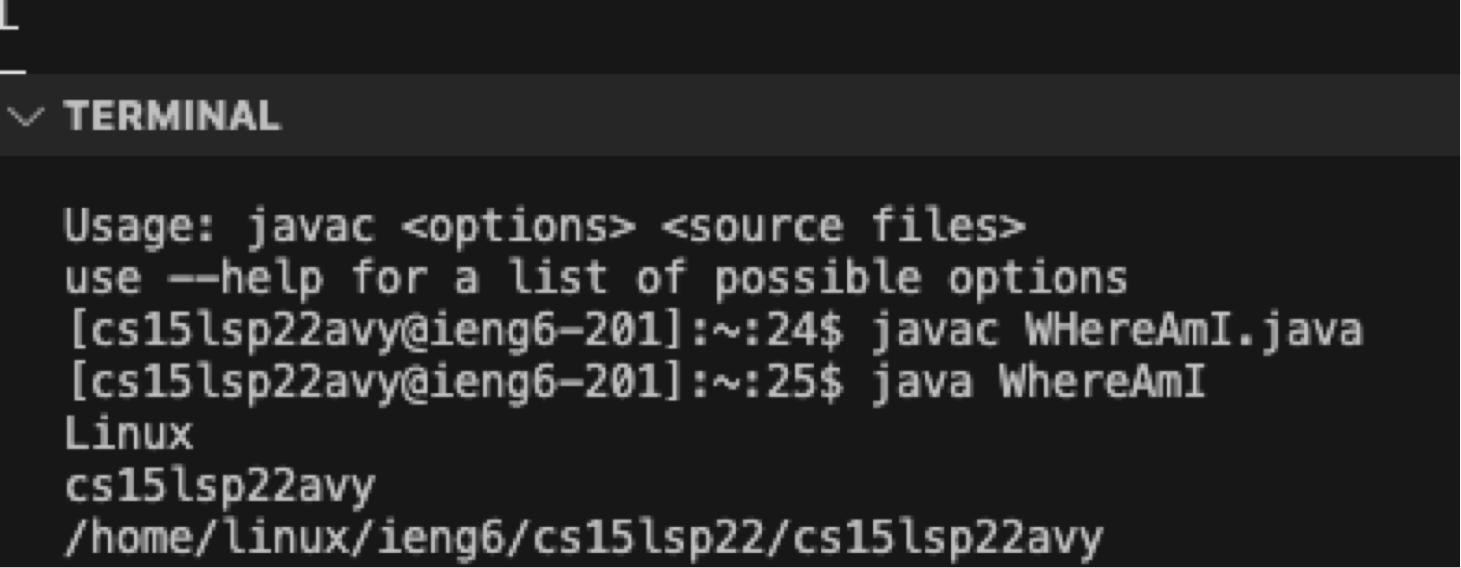 TERMINAL
Usage: javac <options> <source files>
use --help for a list of possible options
[cs15lsp22avy@ieng6-201]:~:24$ javac WHereAmI.java
[cs15lsp22avy@ieng6-201]:~:25$ java WhereAmI
Linux
cs15lsp22avy
/home/linux/ieng6/cs15lsp22/cs15lsp22avy